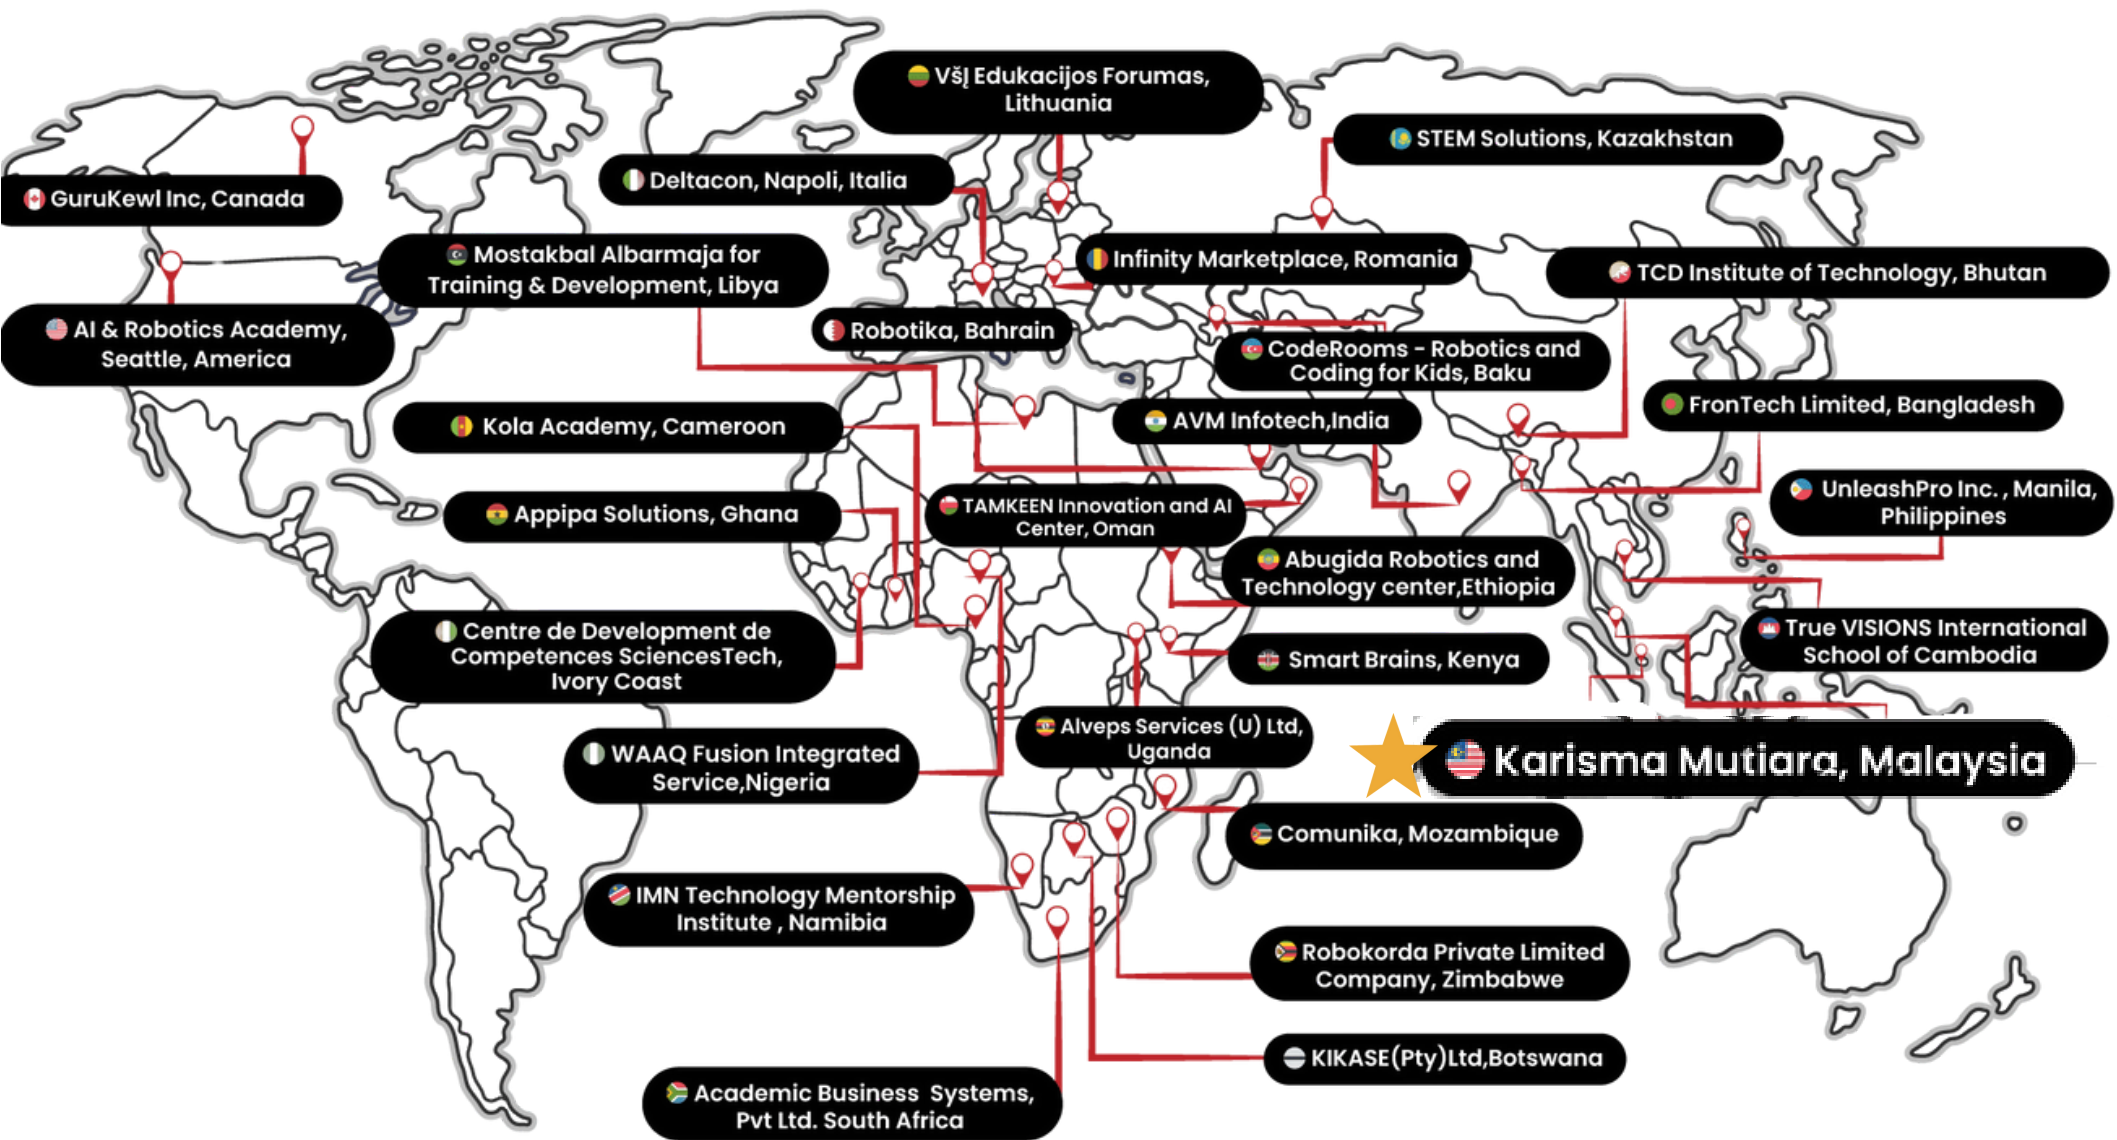 VšĮ Edukacijos Forumas,
Lithuania
STEM Solutions, Kazakhstan
Deltacon, Napoli, Italia
GuruKewl Inc, Canada
Mostakbal Albarmaja for
Training & Development, Libya
Infinity Marketplace, Romania
TCD Institute of Technology, Bhutan
AI & Robotics Academy,
Seattle, America
Robotika, Bahrain
CodeRooms - Robotics and
Coding for Kids, Baku
FronTech Limited, Bangladesh
Kola Academy, Cameroon
AVM Infotech,India
UnleashPro Inc. , Manila,
Philippines
Appipa Solutions, Ghana
TAMKEEN Innovation and AI
Center, Oman
Abugida Robotics and
Technology center,Ethiopia
Centre de Development de
Competences SciencesTech,
Ivory Coast
True VISIONS International
School of Cambodia
Smart Brains, Kenya
Alveps Services (U) Ltd,
Uganda
WAAQ Fusion Integrated
Service,Nigeria
Karisma Mutiara, Malaysia
Comunika, Mozambique
IMN Technology Mentorship
Institute , Namibia
Robokorda Private Limited
Company, Zimbabwe
KIKASE(Pty)Ltd,Botswana
Academic Business Systems,
Pvt Ltd. South Africa